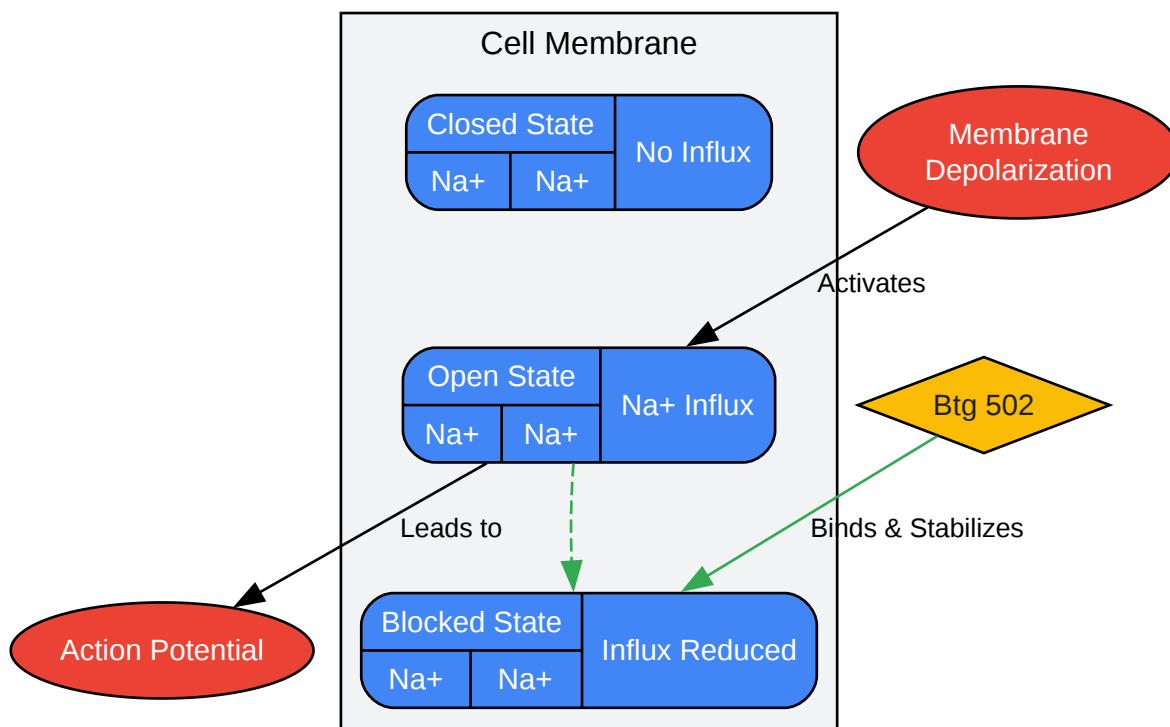 Cell Membrane
Closed State
Na+
Na+
No Influx
Membrane
Depolarization
Activates
Open State
Na+
Na+
Na+ Influx
Btg 502
Leads to
Binds & Stabilizes
Blocked State
Na+
Na+
Influx Reduced
Action Potential